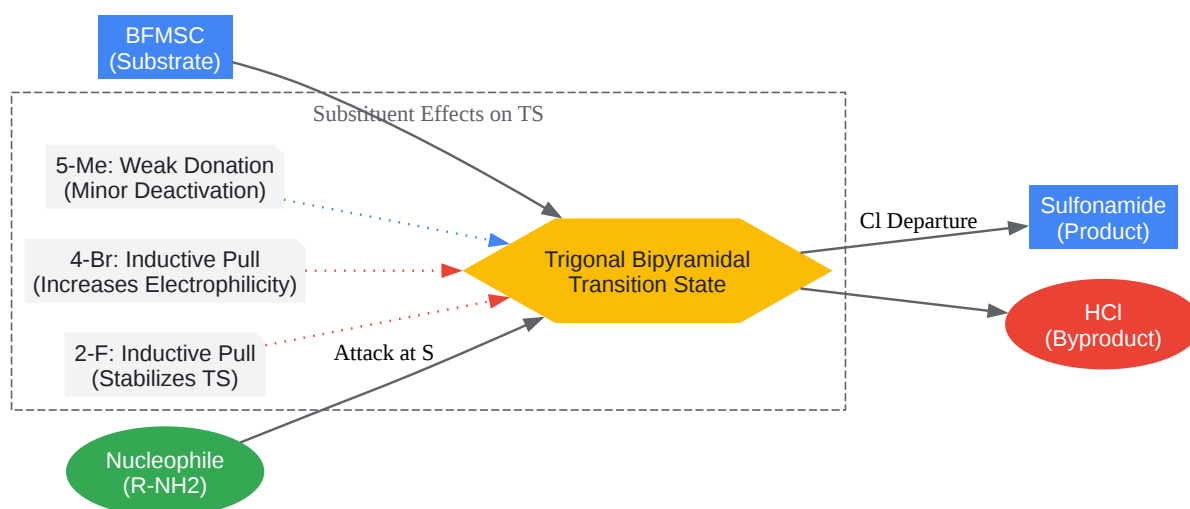 BFMSC
(Substrate)
Substituent Effects on TS
5-Me: Weak Donation
(Minor Deactivation)
4-Br: Inductive Pull
(Increases Electrophilicity)
2-F: Inductive Pull
(Stabilizes TS)
Attack at S
Nucleophile
(R-NH2)
Trigonal Bipyramidal
Transition State
Cl Departure
Sulfonamide
(Product)
HCl
(Byproduct)